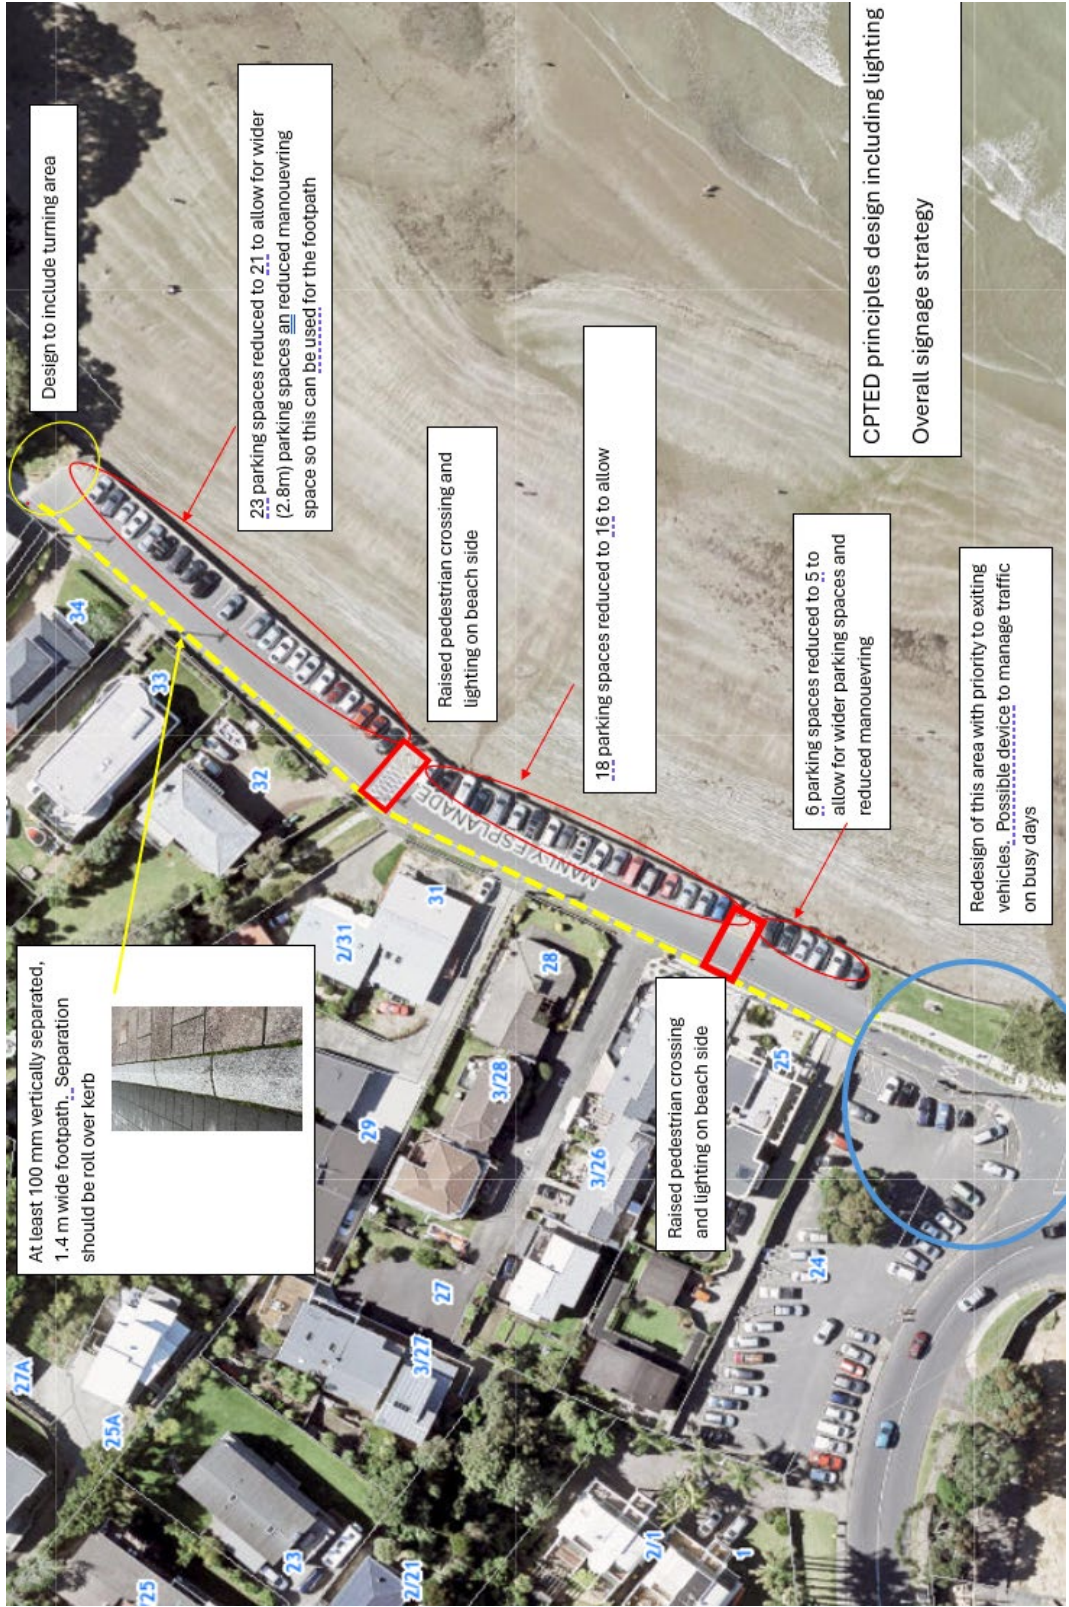 At least 100 mm vertically separated,
1.4 m wide footpath. Separation
should be roll over kerb
Design to include turning area
23 parking spaces reduced to 21 to allow for wider
(2.8m) parking spaces an reduced manouevring
space so this can be used for the footpath
Raised pedestrian crossing and
lighting on beach side
18 parking spaces reduced to 16 to allow
6 parking spaces reduced to 5 to
allow for wider parking spaces and
reduced manouevring
Raised pedestrian crossing
and lighting on beach side
Redesign of this area with priority to exiting
vehicles. Possible device to manage traffic
on busy days
CPTED principles design including lighting
Overall signage strategy
MANLY ESPLANADE
27A
25A
23
/25
2/21
3/27
27
29
2/31
31
32
33
34
28
3/28
3/26
25
24
2/1
1